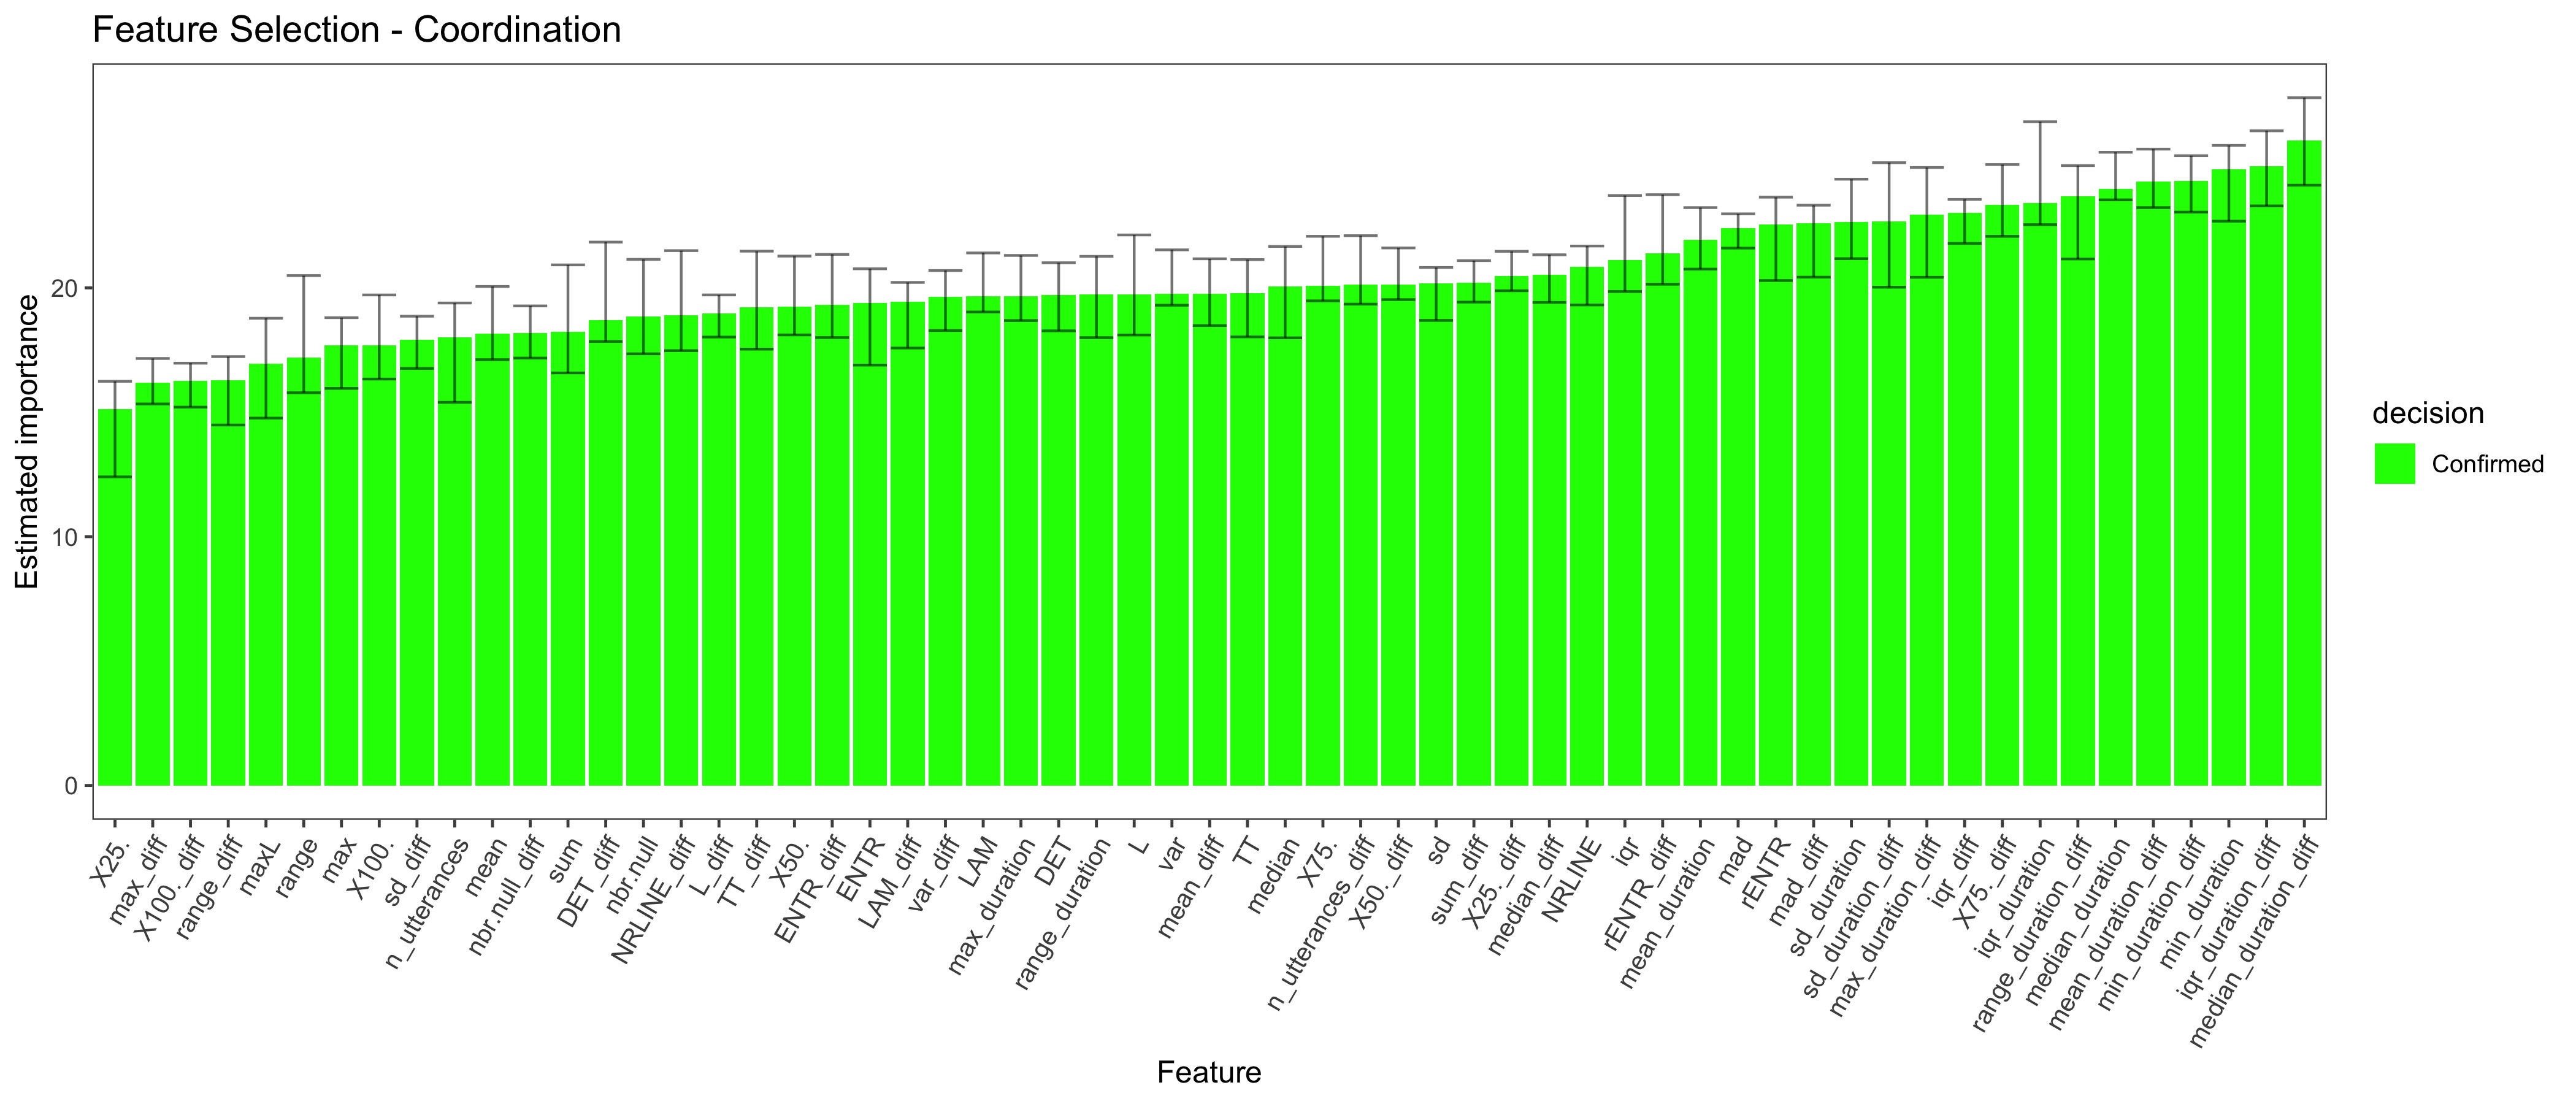 Feature Selection - Coordination
Estimated importance
20
10
0
X25.
max_diff
X100._diff
range_diff
maxL
range
max
X100.
sd_diff
n_utterances
mean
nbr.null_diff
sum
DET_diff
nbr.null
NRLINE_diff
L_diff
TT_diff
X50.
ENTR_diff
ENTR
LAM_diff
var_diff
LAM
max_duration
DET
range_duration
L
var
mean_diff
TT
median
X75.
n_utterances_diff
X50._diff
sd
sum_diff
X25._diff
median_diff
NRLINE
iqr
rENTR_diff
mean_duration
mad
rENTR
mad_diff
sd_duration
sd_duration_diff
max_duration_diff
iqr_diff
X75._diff
iqr_duration
range_duration_diff
median_duration
mean_duration_diff
min_duration_diff
min_duration
iqr_duration_diff
median_duration_diff
Feature
decision
Confirmed